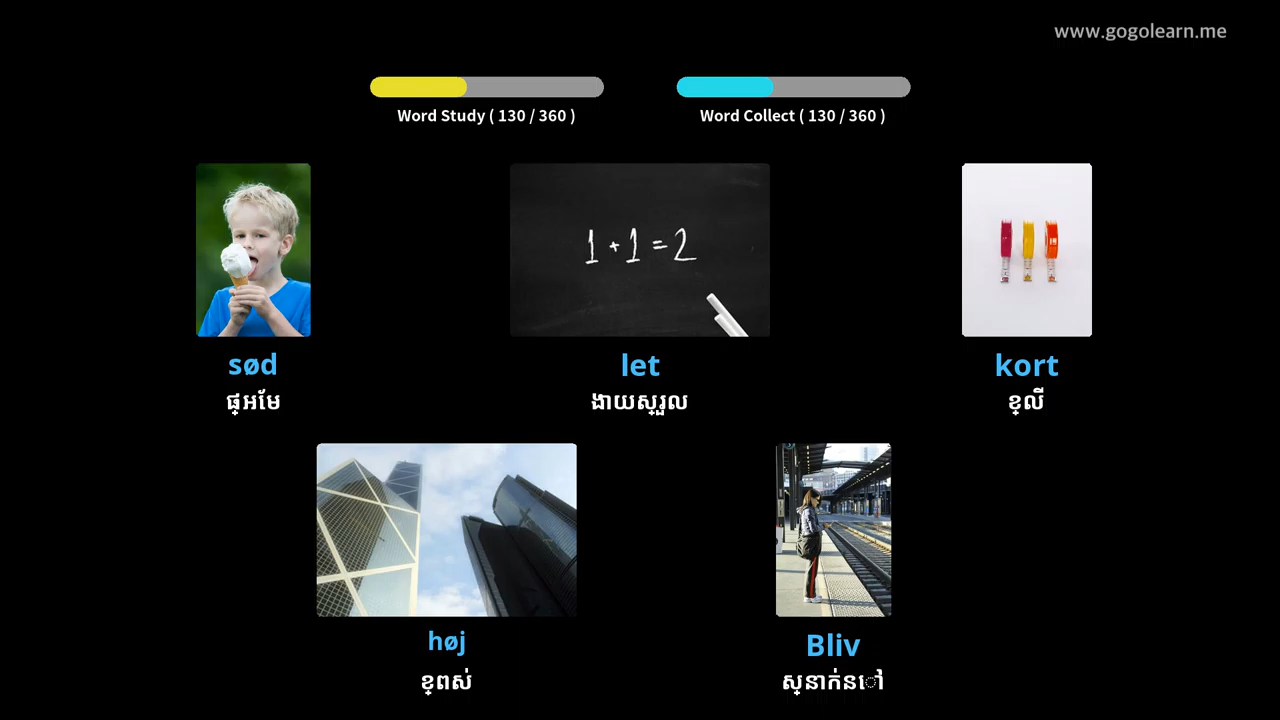 www.gogolearn.me
Word Study ( 130 / 360 )
Word Collect ( 130 / 360 )
1 + 1 = 2
sød
let
kort
ផ្អែម
ងាយស្រួល
ខ្លី
høj
Bliv
ខ្ពស់
ស្នាក់នៅ